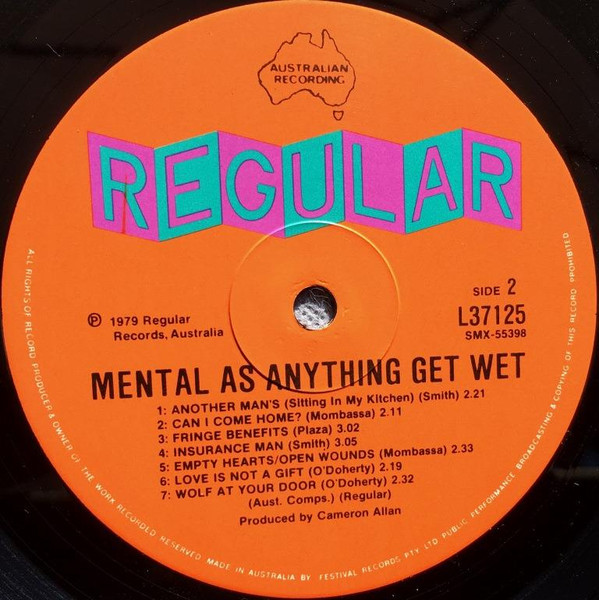 AUSTRALIAN
RECORDING
REGULAR
SIDE 2
L37125
SMX-55398
Ⓟ 1979 Regular
Records, Australia
MENTAL AS ANYTHING GET WET
1: ANOTHER MAN'S (Sitting In My Kitchen) (Smith) 2.21
2: CAN I COME HOME? (Mombassa) 2.11
3: FRINGE BENEFITS (Plaza) 3.02
4: INSURANCE MAN (Smith) 3.05
5: EMPTY HEARTS/OPEN WOUNDS (Mombassa) 2.33
6: LOVE IS NOT A GIFT (O'Doherty) 2.19
7: WOLF AT YOUR DOOR (O'Doherty) 2.32
(Aust. Comps.) (Regular)
Produced by Cameron Allan
ALL RIGHTS OF RECORD PRODUCER & OWNER OF THE WORK RECORDED RESERVED MADE IN AUSTRALIA BY FESTIVAL RECORDS PTY LTD PUBLIC PERFORMANCE BROADCASTING & COPYING OF THIS RECORD PROHIBITED